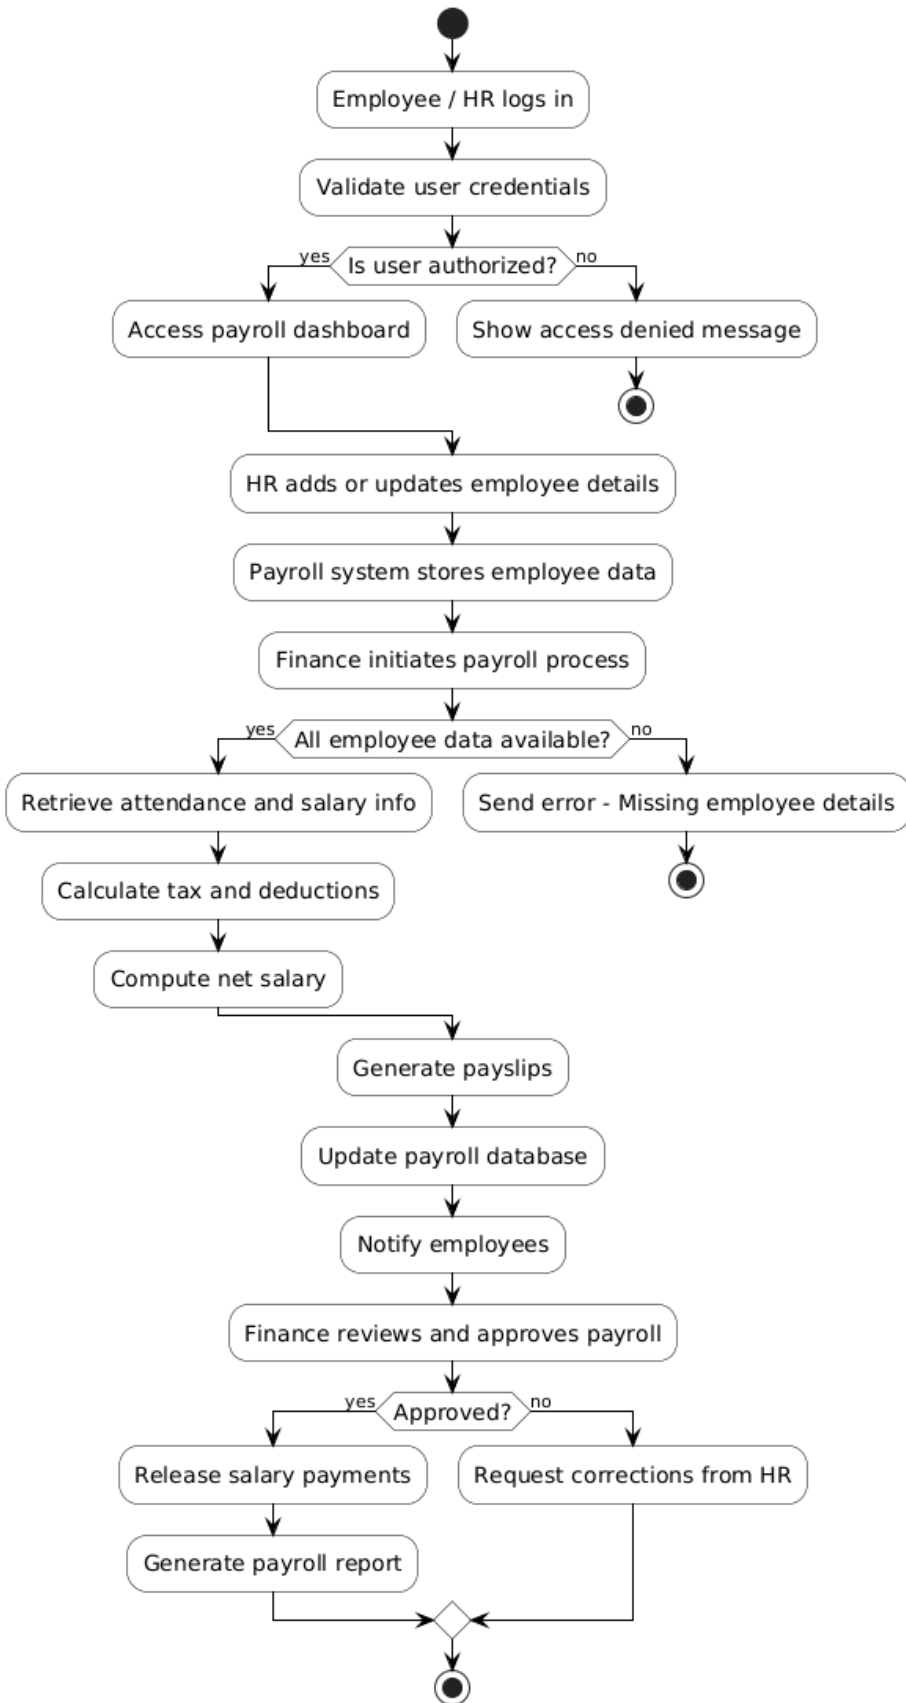 Employee / HR logs in
Validate user credentials
yes
Is user authorized?
no
Access payroll dashboard
Show access denied message
HR adds or updates employee details
Payroll system stores employee data
Finance initiates payroll process
yes
All employee data available?
no
Retrieve attendance and salary info
Send error - Missing employee details
Calculate tax and deductions
Compute net salary
Generate payslips
Update payroll database
Notify employees
Finance reviews and approves payroll
yes
Approved?
no
Release salary payments
Request corrections from HR
Generate payroll report